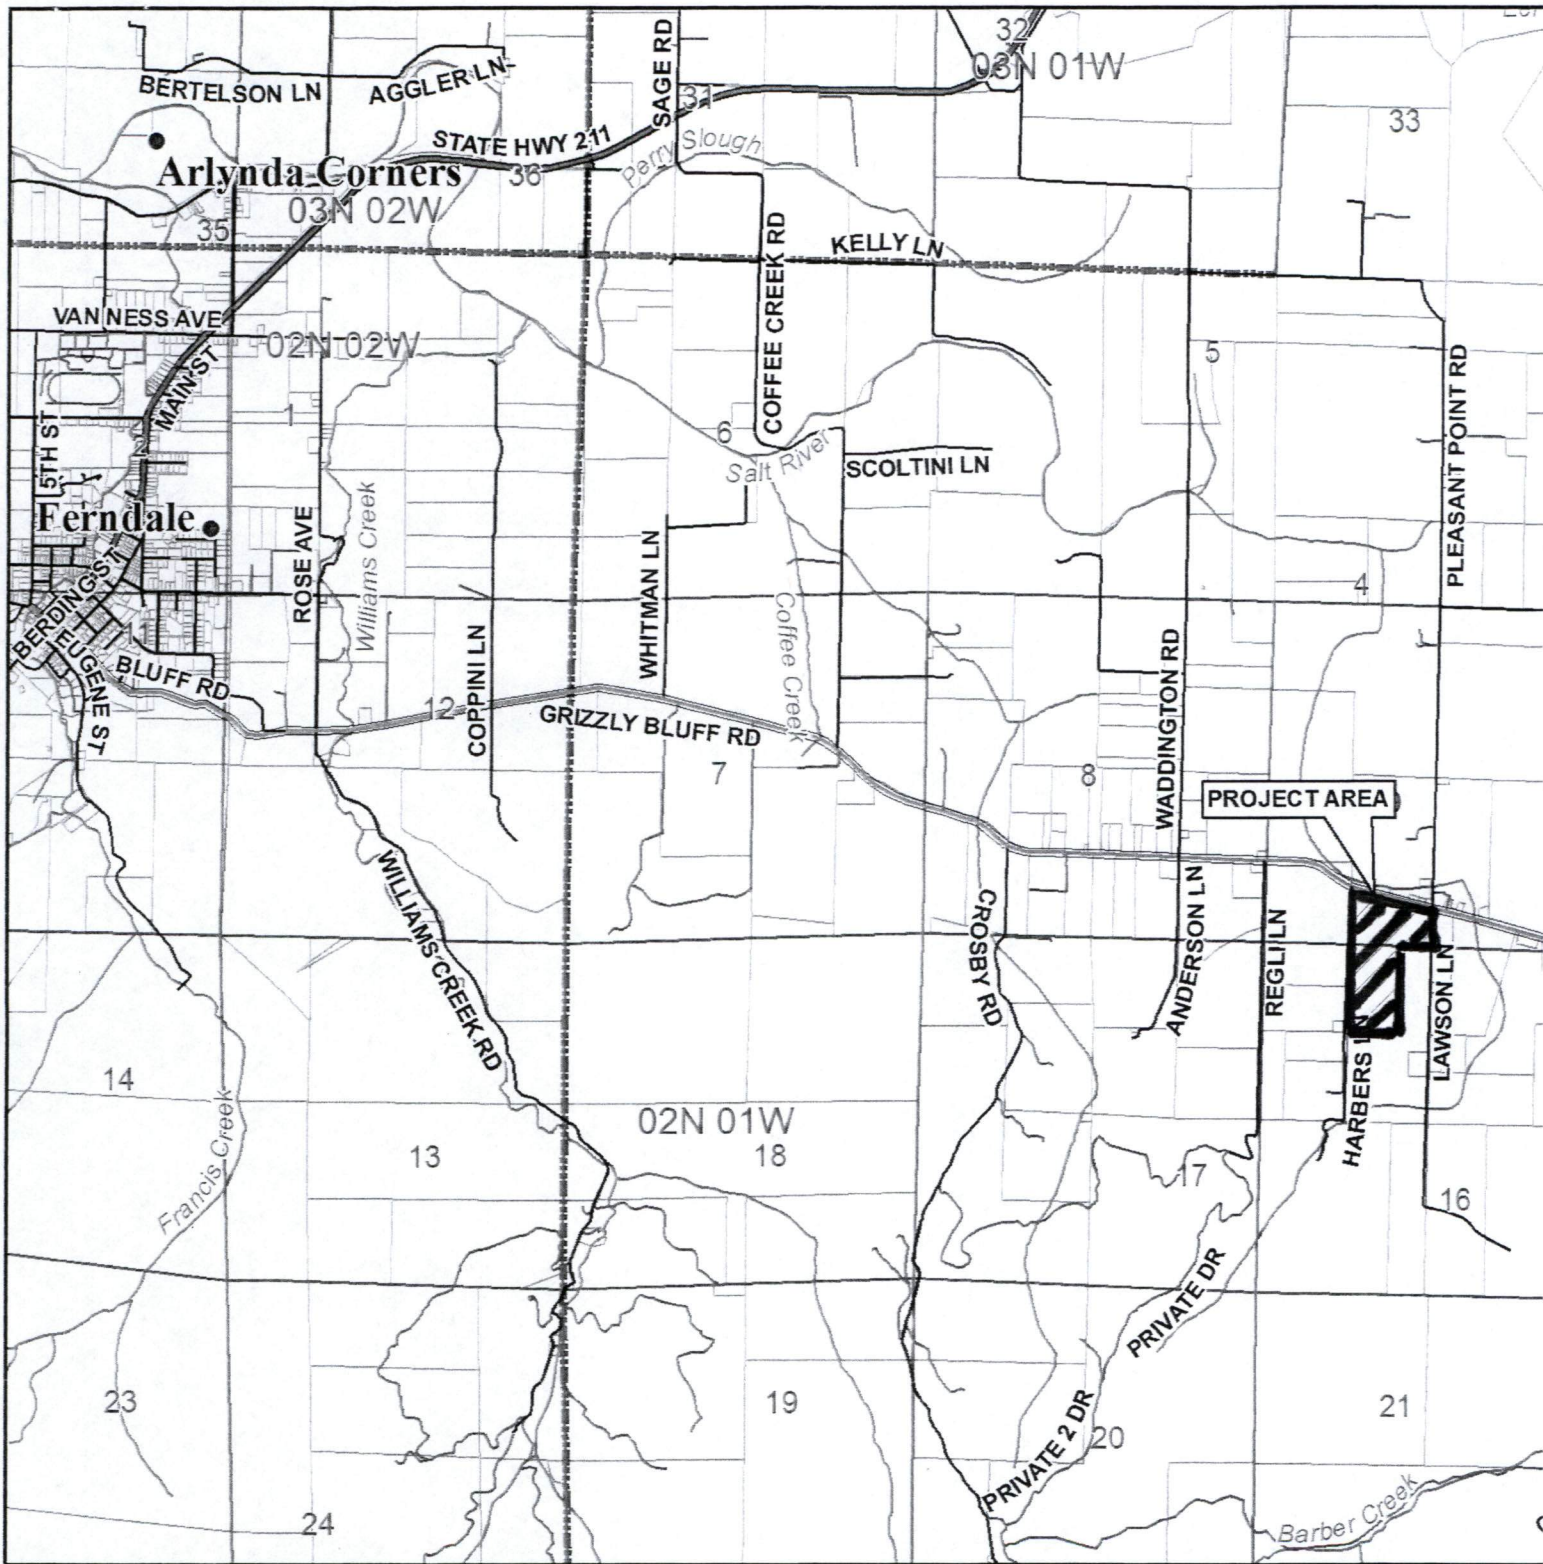 32
03N 01W
SAGE RD
BERTELSON LN
AGGLER LN
31
33
STATE HWY 211
Perry Slough
Arlynda Corners
36
03N 02W
35
KELLY LN
COFFEE CREEK RD
VAN NESS AVE
02N 02W
5
MAIN ST
PLEASANT POINT RD
1
6
2
5TH ST
Salt River
SCOLTINI LN
Ferndale
Williams Creek
ROSE AVE
WHITMAN LN
4
BERDING ST
Coffee Creek
11
EUGENE ST
BLUFF RD
COPPINI LN
WADDINGTON RD
12
GRIZZLY BLUFF RD
7
8
PROJECT AREA
WILLIAMS CREEK RD
CROSBY RD
ANDERSON LN
REGLI LN
LAWSON LN
HARBERS LN
14
Francis Creek
13
02N 01W
18
17
16
PRIVATE DR
23
19
21
PRIVATE 2 DR
20
24
Barber Creek